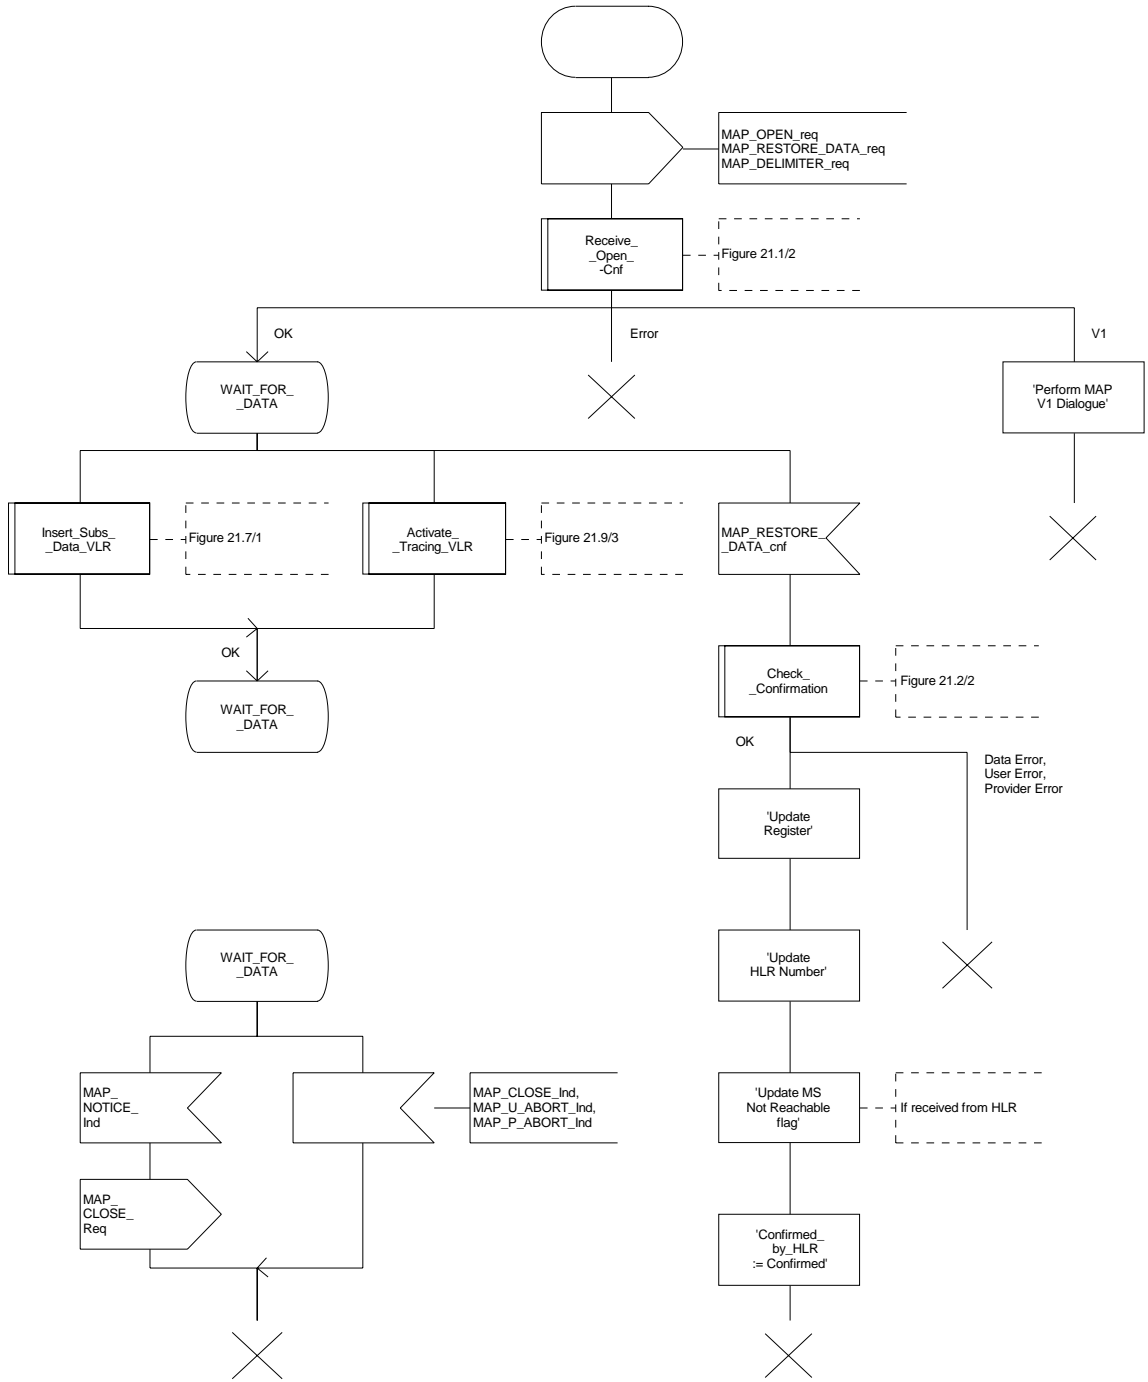 MAP_OPEN_req
MAP_RESTORE_DATA_req
MAP_DELIMITER_req
Receive_
_Open_
-Cnf
Figure 21.1/2
OK
Error
V1
WAIT_FOR_
_DATA
'Perform MAP
V1 Dialogue'
Insert_Subs_
_Data_VLR
Figure 21.7/1
Activate_
_Tracing_VLR
Figure 21.9/3
MAP_RESTORE_
_DATA_cnf
OK
WAIT_FOR_
_DATA
Check_
_Confirmation
Figure 21.2/2
OK
Data Error,
User Error,
Provider Error
'Update
Register'
WAIT_FOR_
_DATA
'Update
HLR Number'
MAP_
NOTICE_
Ind
MAP_CLOSE_Ind,
MAP_U_ABORT_Ind,
MAP_P_ABORT_Ind
'Update MS
Not Reachable
flag'
If received from HLR
MAP_
CLOSE_
Req
'Confirmed_
by_HLR
:= Confirmed'